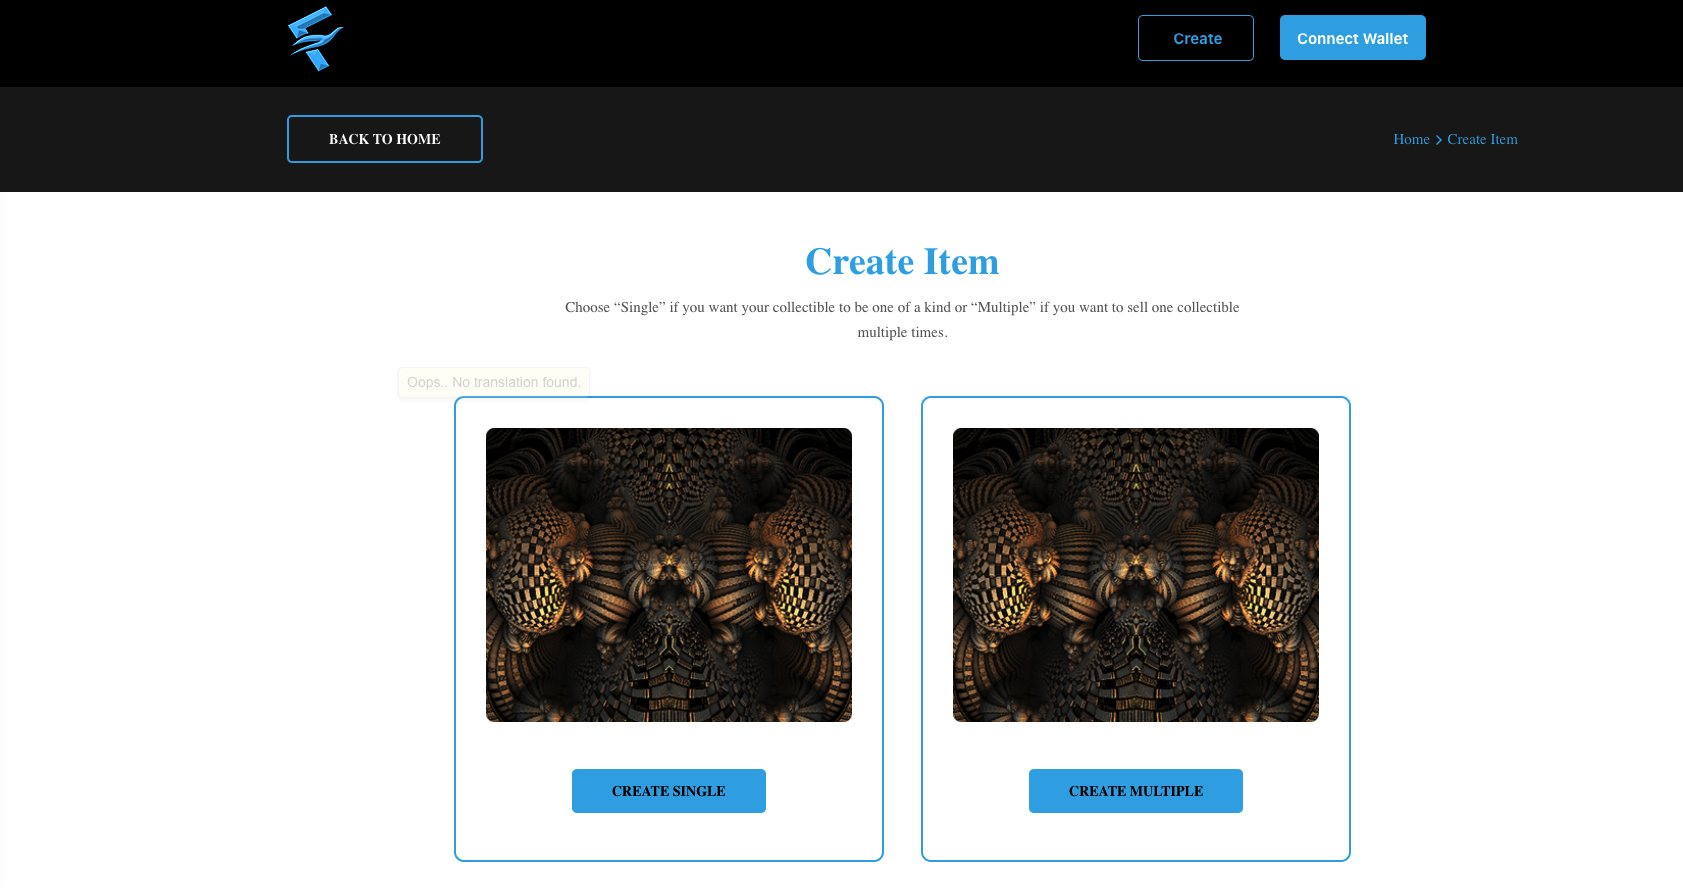 Create
Connect Wallet
BACK TO HOME
Home > Create Item
Create Item
Choose “Single” if you want your collectible to be one of a kind or “Multiple” if you want to sell one collectible
multiple times.
Oops.. No translation found.
CREATE SINGLE
CREATE MULTIPLE